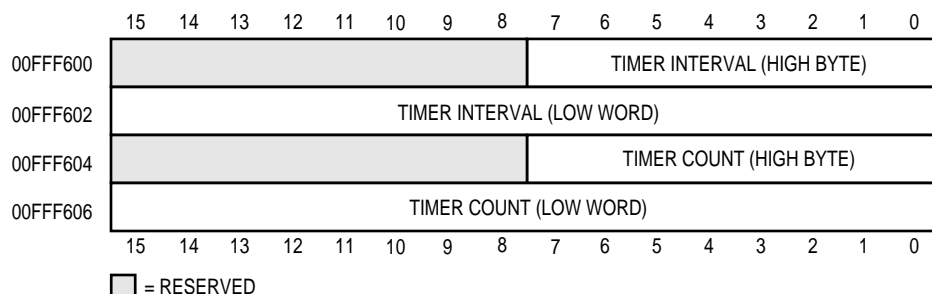 15 14 13 12 11 10 9 8 7 6 5 4 3 2 1 0
00FFF600 TIMER INTERVAL (HIGH BYTE)
00FFF602 TIMER INTERVAL (LOW WORD)
00FFF604 TIMER COUNT (HIGH BYTE)
00FFF606 TIMER COUNT (LOW WORD)
15 14 13 12 11 10 9 8 7 6 5 4 3 2 1 0
= RESERVED